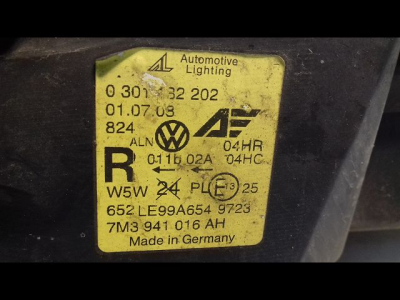 Automotive
Lighting
0 301 182 202
01.07.08
824
ALN
04HR
R 011b 02A 04HC
W5W 24 PL E 13 25
652 LE99A654 9723
7M3 941 016 AH
Made in Germany